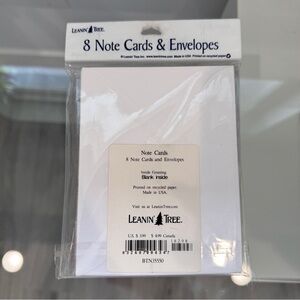 LEANIN' TREE.
8 Note Cards & Envelopes
Note Cards
8 Note Cards and Envelopes
Inside Greeting
Blank inside
Printed on recycled paper.
Made in USA.
Visit us at LeaninTree.com
LEANIN' TREE.
BTN35550